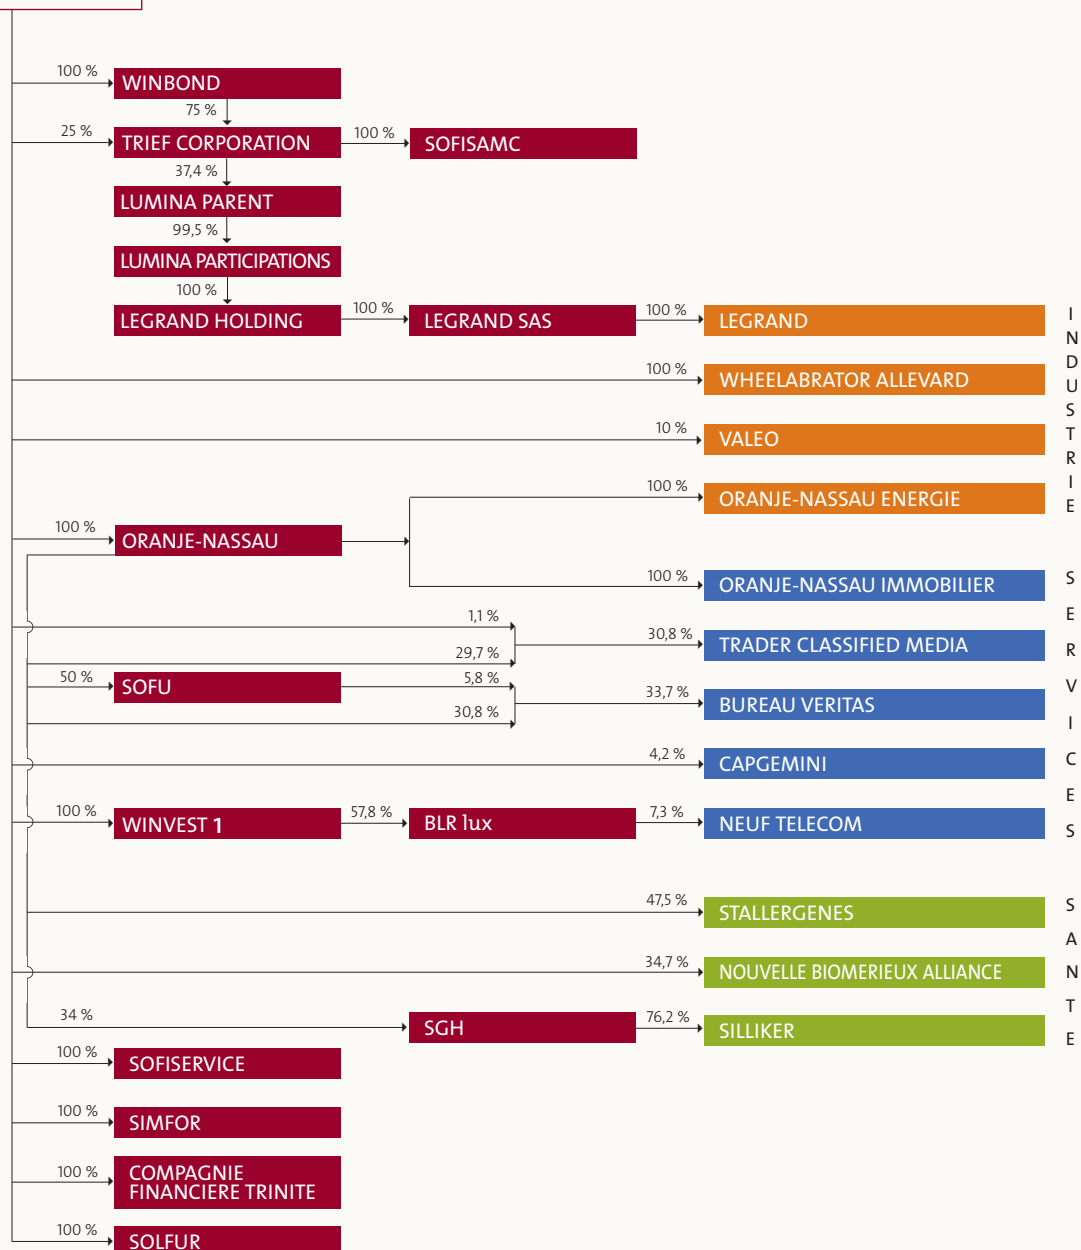 100 %
WINBOND
75 %
25 %
TRIEF CORPORATION
100 %
SOFISAMC
37,4 %
LUMINA PARENT
99,5 %
LUMINA PARTICIPATIONS
100 %
LEGRAND HOLDING
100 %
LEGRAND SAS
100 %
LEGRAND
100 %
WHEELABRATOR ALLEVARD
10 %
VALEO
100 %
ORANJE-NASSAU ENERGIE
INDUSTRIE
100 %
ORANJE-NASSAU
100 %
ORANJE-NASSAU IMMOBILIER
1,1 %
29,7 %
30,8 %
TRADER CLASSIFIED MEDIA
50 %
SOFU
5,8 %
30,8 %
33,7 %
BUREAU VERITAS
4,2 %
CAPGEMINI
100 %
WINVEST 1
57,8 %
BLR lux
7,3 %
NEUF TELECOM
SERVICES
47,5 %
STALLERGENES
34,7 %
NOUVELLE BIOMERIEUX ALLIANCE
34 %
SGH
76,2 %
SILLIKER
SANTE
100 %
SOFISERVICE
100 %
SIMFOR
100 %
COMPAGNIE
FINANCIERE TRINITE
100 %
SOLFUR